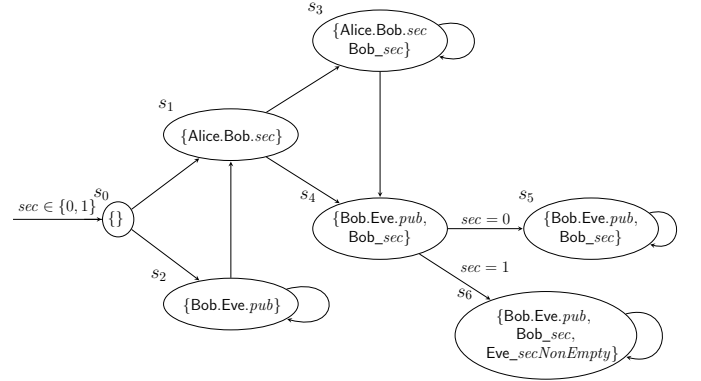 s₃
{Alice.Bob.sec
Bob_sec}
s₁
{Alice.Bob.sec}
s₀
sec ∈ {0, 1}
{}
s₄
{Bob.Eve.pub,
Bob_sec}
sec = 0
s₅
{Bob.Eve.pub,
Bob_sec}
s₂
{Bob.Eve.pub}
sec = 1
s₆
{Bob.Eve.pub,
Bob_sec,
Eve_secNonEmpty}